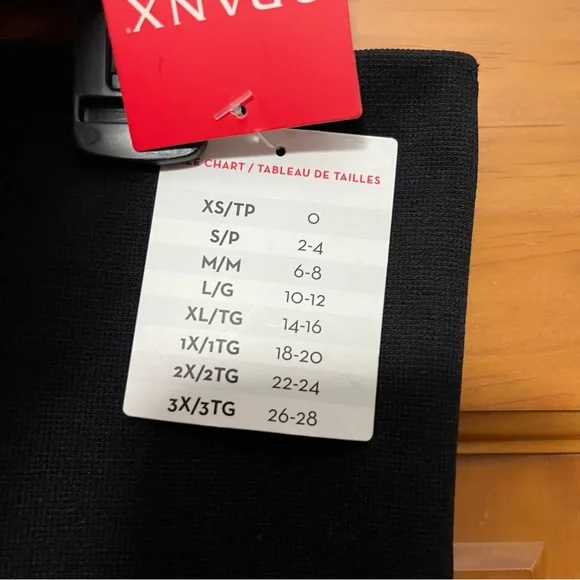 RANX
CHART / TABLEAU DE TAILLES
XS/TP 0
S/P 2-4
M/M 6-8
L/G 10-12
XL/TG 14-16
1X/1TG 18-20
2X/2TG 22-24
3X/3TG 26-28